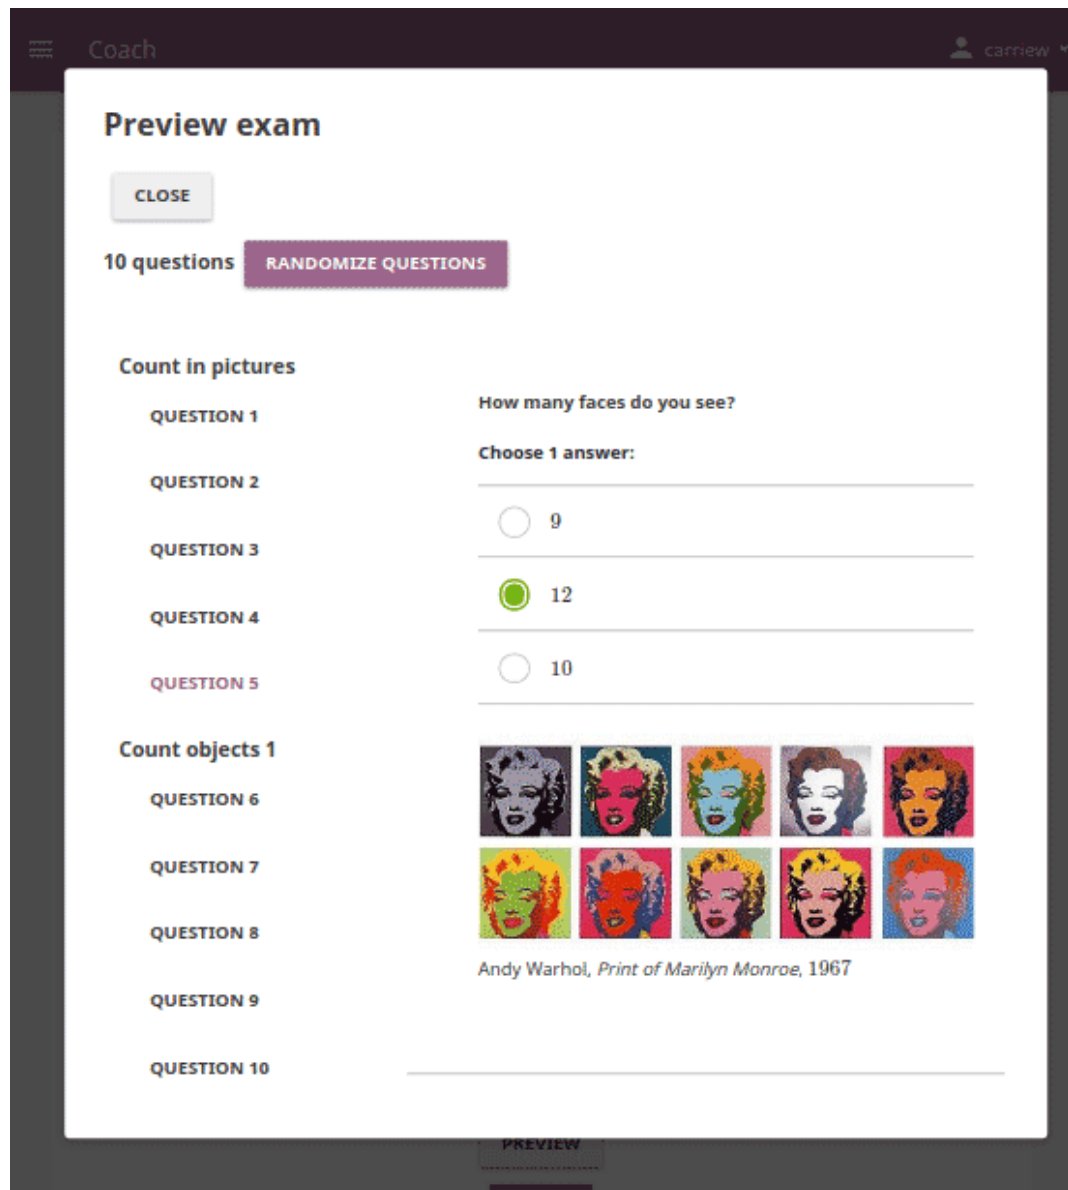 Coach
carriew
Preview exam
CLOSE
10 questions
RANDOMIZE QUESTIONS
Count in pictures
QUESTION 1
QUESTION 2
QUESTION 3
QUESTION 4
QUESTION 5
Count objects 1
QUESTION 6
QUESTION 7
QUESTION 8
QUESTION 9
QUESTION 10
How many faces do you see?
Choose 1 answer:
9
12
10
Andy Warhol, Print of Marilyn Monroe, 1967
PREVIEW